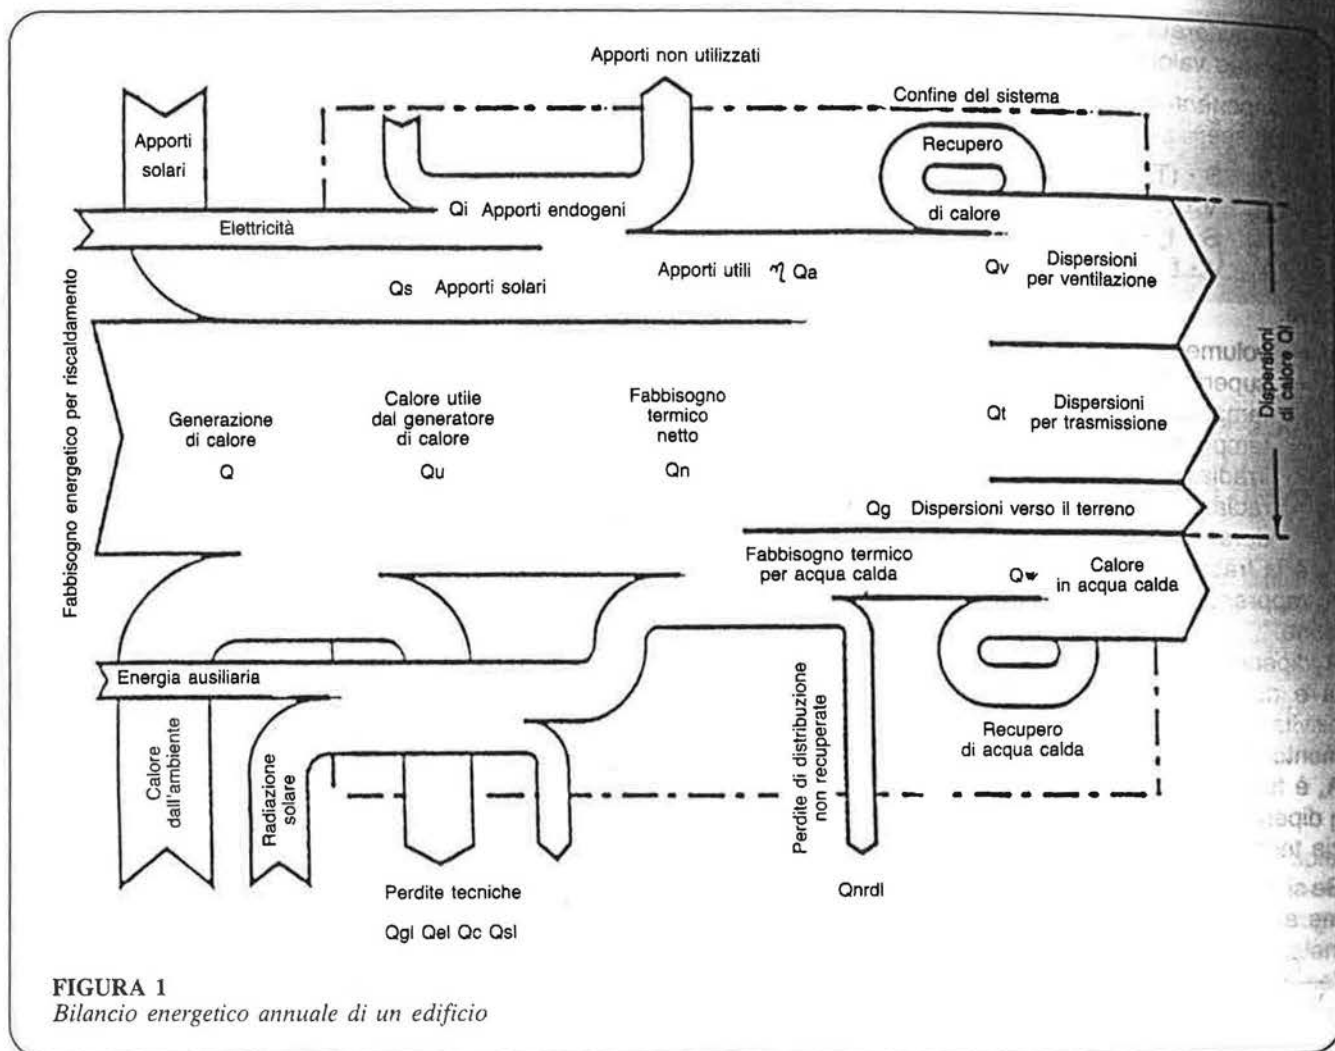 Apporti non utilizzati
Confine del sistema
Apporti
solari
Recupero
di calore
Qi Apporti endogeni
Elettricità
Qs Apporti solari
Apporti utili η Qa
Qv
Dispersioni
per ventilazione
Fabbisogno energetico per riscaldamento
Dispersioni
di calore Ql
Generazione
di calore
Q
Calore utile
dal generatore
di calore
Qu
Fabbisogno
termico
netto
Qn
Qt
Dispersioni
per trasmissione
Qg Dispersioni verso il terreno
Fabbisogno termico
per acqua calda
Qw
Calore
in acqua calda
Energia ausiliaria
Calore
dall'ambiente
Radiazione
solare
Perdite di distribuzione
non recuperate
Recupero
di acqua calda
Perdite tecniche
Qgl Qel Qc Qsl
Qnrdl
FIGURA 1
Bilancio energetico annuale di un edificio